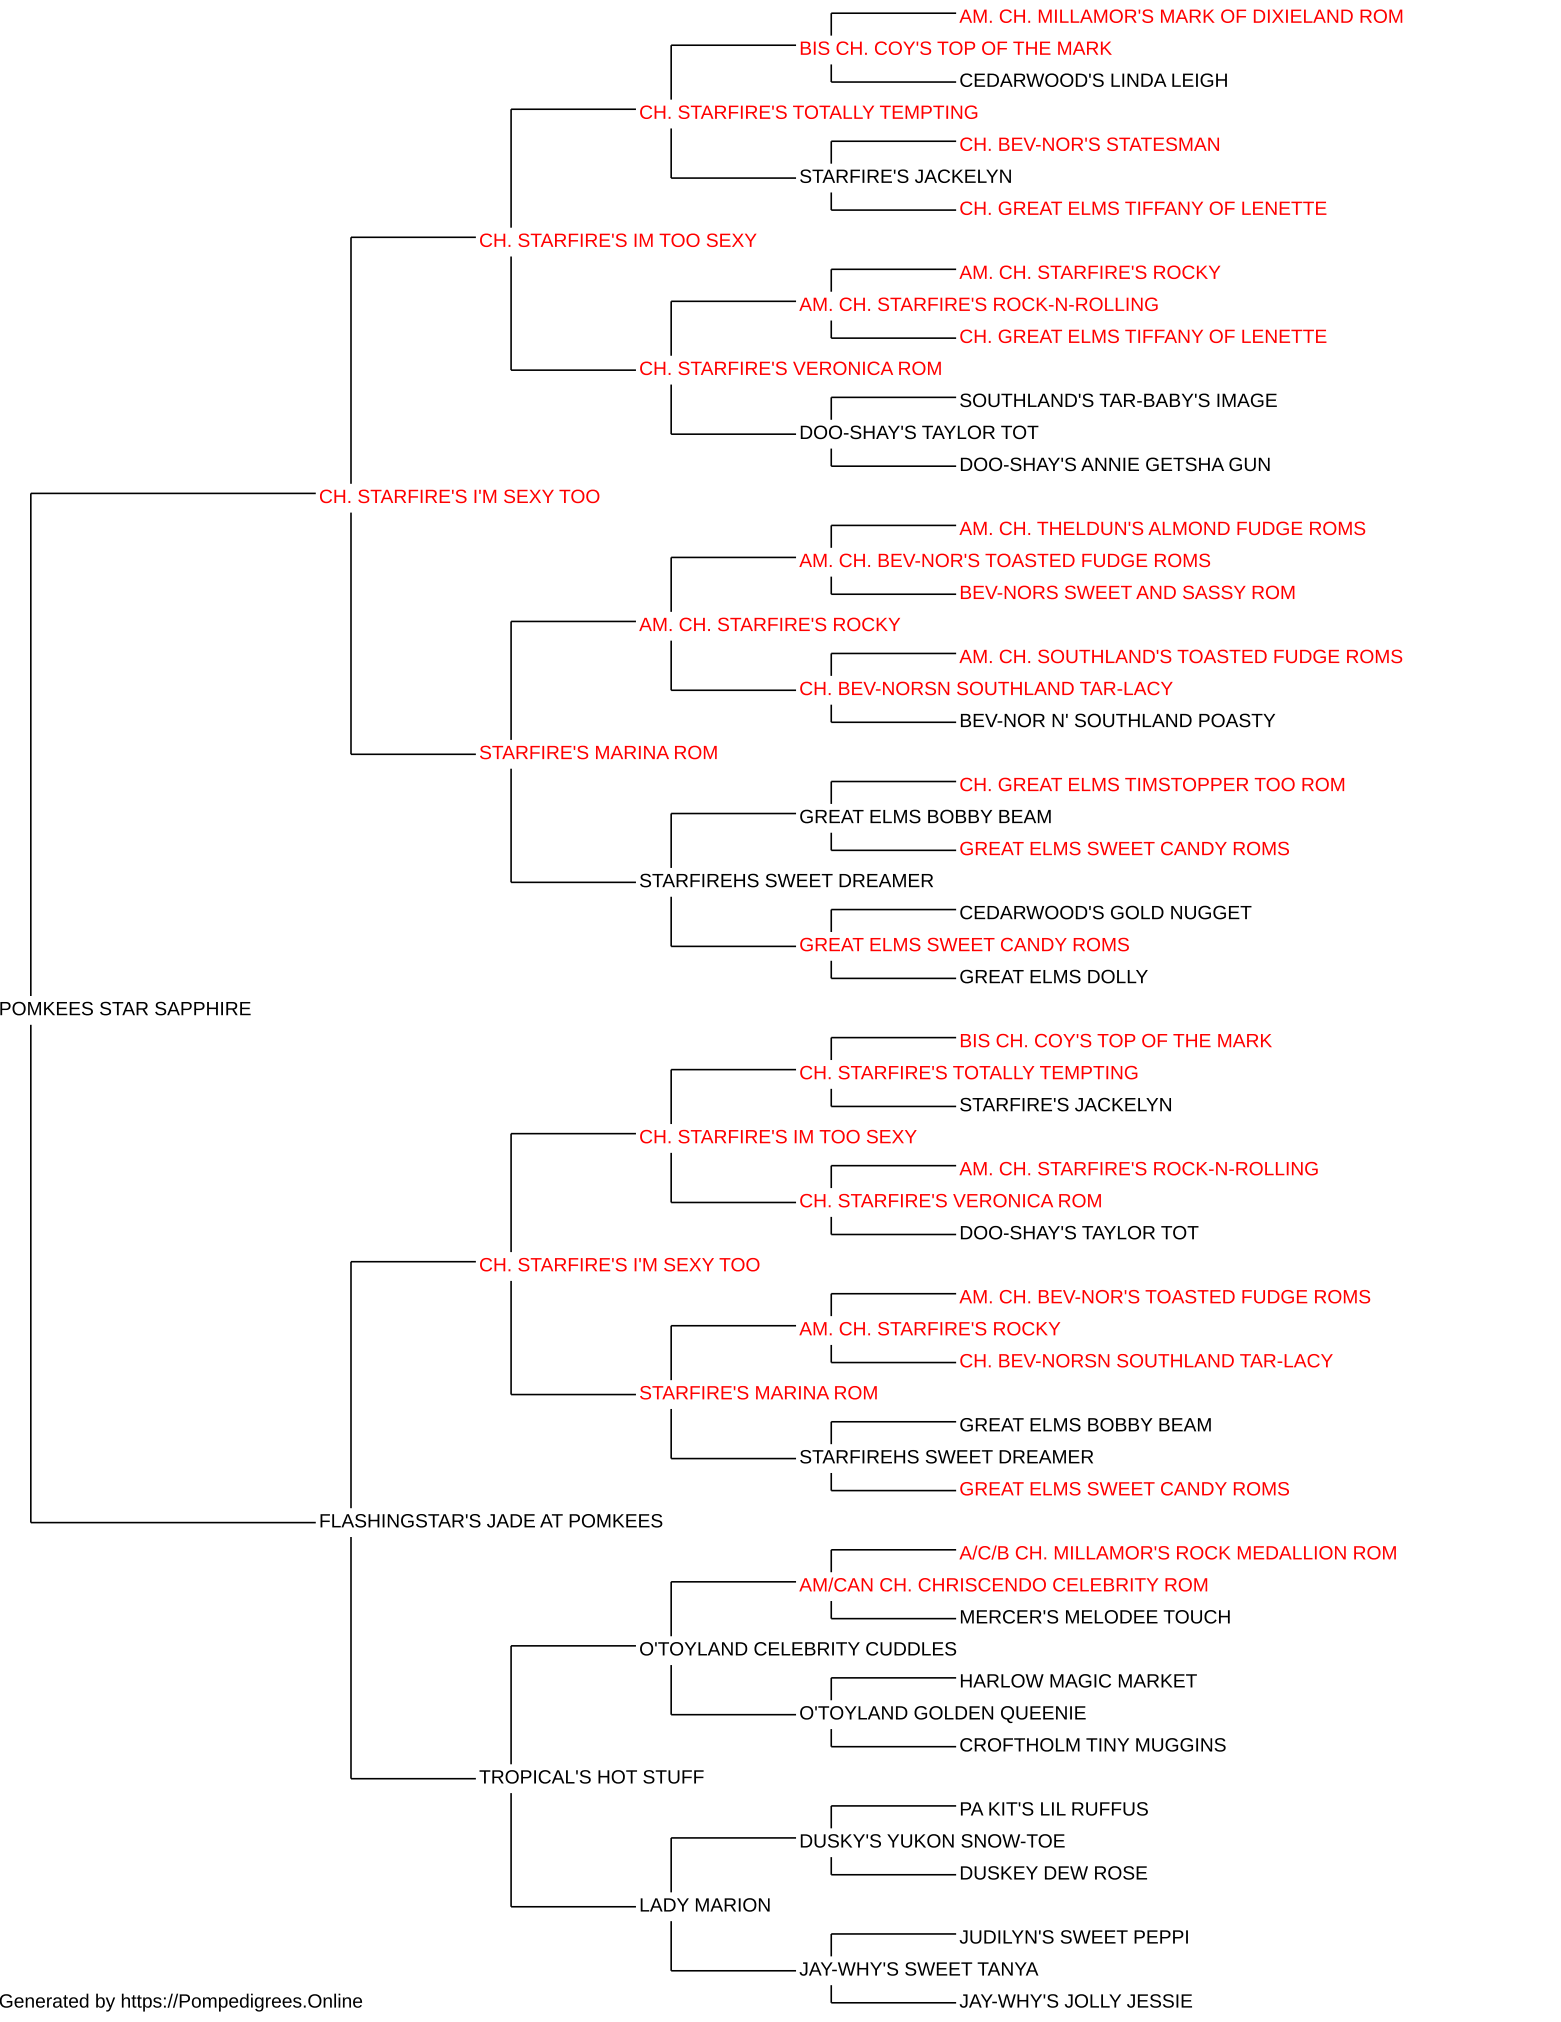 AM. CH. MILLAMOR'S MARK OF DIXIELAND ROM
BIS CH. COY'S TOP OF THE MARK
CEDARWOOD'S LINDA LEIGH
CH. STARFIRE'S TOTALLY TEMPTING
CH. BEV-NOR'S STATESMAN
STARFIRE'S JACKELYN
CH. GREAT ELMS TIFFANY OF LENETTE
CH. STARFIRE'S IM TOO SEXY
AM. CH. STARFIRE'S ROCKY
AM. CH. STARFIRE'S ROCK-N-ROLLING
CH. GREAT ELMS TIFFANY OF LENETTE
CH. STARFIRE'S VERONICA ROM
SOUTHLAND'S TAR-BABY'S IMAGE
DOO-SHAY'S TAYLOR TOT
DOO-SHAY'S ANNIE GETSHA GUN
CH. STARFIRE'S I'M SEXY TOO
AM. CH. THELDUN'S ALMOND FUDGE ROMS
AM. CH. BEV-NOR'S TOASTED FUDGE ROMS
BEV-NORS SWEET AND SASSY ROM
AM. CH. STARFIRE'S ROCKY
AM. CH. SOUTHLAND'S TOASTED FUDGE ROMS
CH. BEV-NORSN SOUTHLAND TAR-LACY
BEV-NOR N' SOUTHLAND POASTY
STARFIRE'S MARINA ROM
CH. GREAT ELMS TIMSTOPPER TOO ROM
GREAT ELMS BOBBY BEAM
GREAT ELMS SWEET CANDY ROMS
STARFIREHS SWEET DREAMER
CEDARWOOD'S GOLD NUGGET
GREAT ELMS SWEET CANDY ROMS
GREAT ELMS DOLLY
POMKEES STAR SAPPHIRE
BIS CH. COY'S TOP OF THE MARK
CH. STARFIRE'S TOTALLY TEMPTING
STARFIRE'S JACKELYN
CH. STARFIRE'S IM TOO SEXY
AM. CH. STARFIRE'S ROCK-N-ROLLING
CH. STARFIRE'S VERONICA ROM
DOO-SHAY'S TAYLOR TOT
CH. STARFIRE'S I'M SEXY TOO
AM. CH. BEV-NOR'S TOASTED FUDGE ROMS
AM. CH. STARFIRE'S ROCKY
CH. BEV-NORSN SOUTHLAND TAR-LACY
STARFIRE'S MARINA ROM
GREAT ELMS BOBBY BEAM
STARFIREHS SWEET DREAMER
GREAT ELMS SWEET CANDY ROMS
FLASHINGSTAR'S JADE AT POMKEES
A/C/B CH. MILLAMOR'S ROCK MEDALLION ROM
AM/CAN CH. CHRISCENDO CELEBRITY ROM
MERCER'S MELODEE TOUCH
O'TOYLAND CELEBRITY CUDDLES
HARLOW MAGIC MARKET
O'TOYLAND GOLDEN QUEENIE
CROFTHOLM TINY MUGGINS
TROPICAL'S HOT STUFF
PA KIT'S LIL RUFFUS
DUSKY'S YUKON SNOW-TOE
DUSKEY DEW ROSE
LADY MARION
JUDILYN'S SWEET PEPPI
JAY-WHY'S SWEET TANYA
JAY-WHY'S JOLLY JESSIE
Generated by https://Pompedigrees.Online